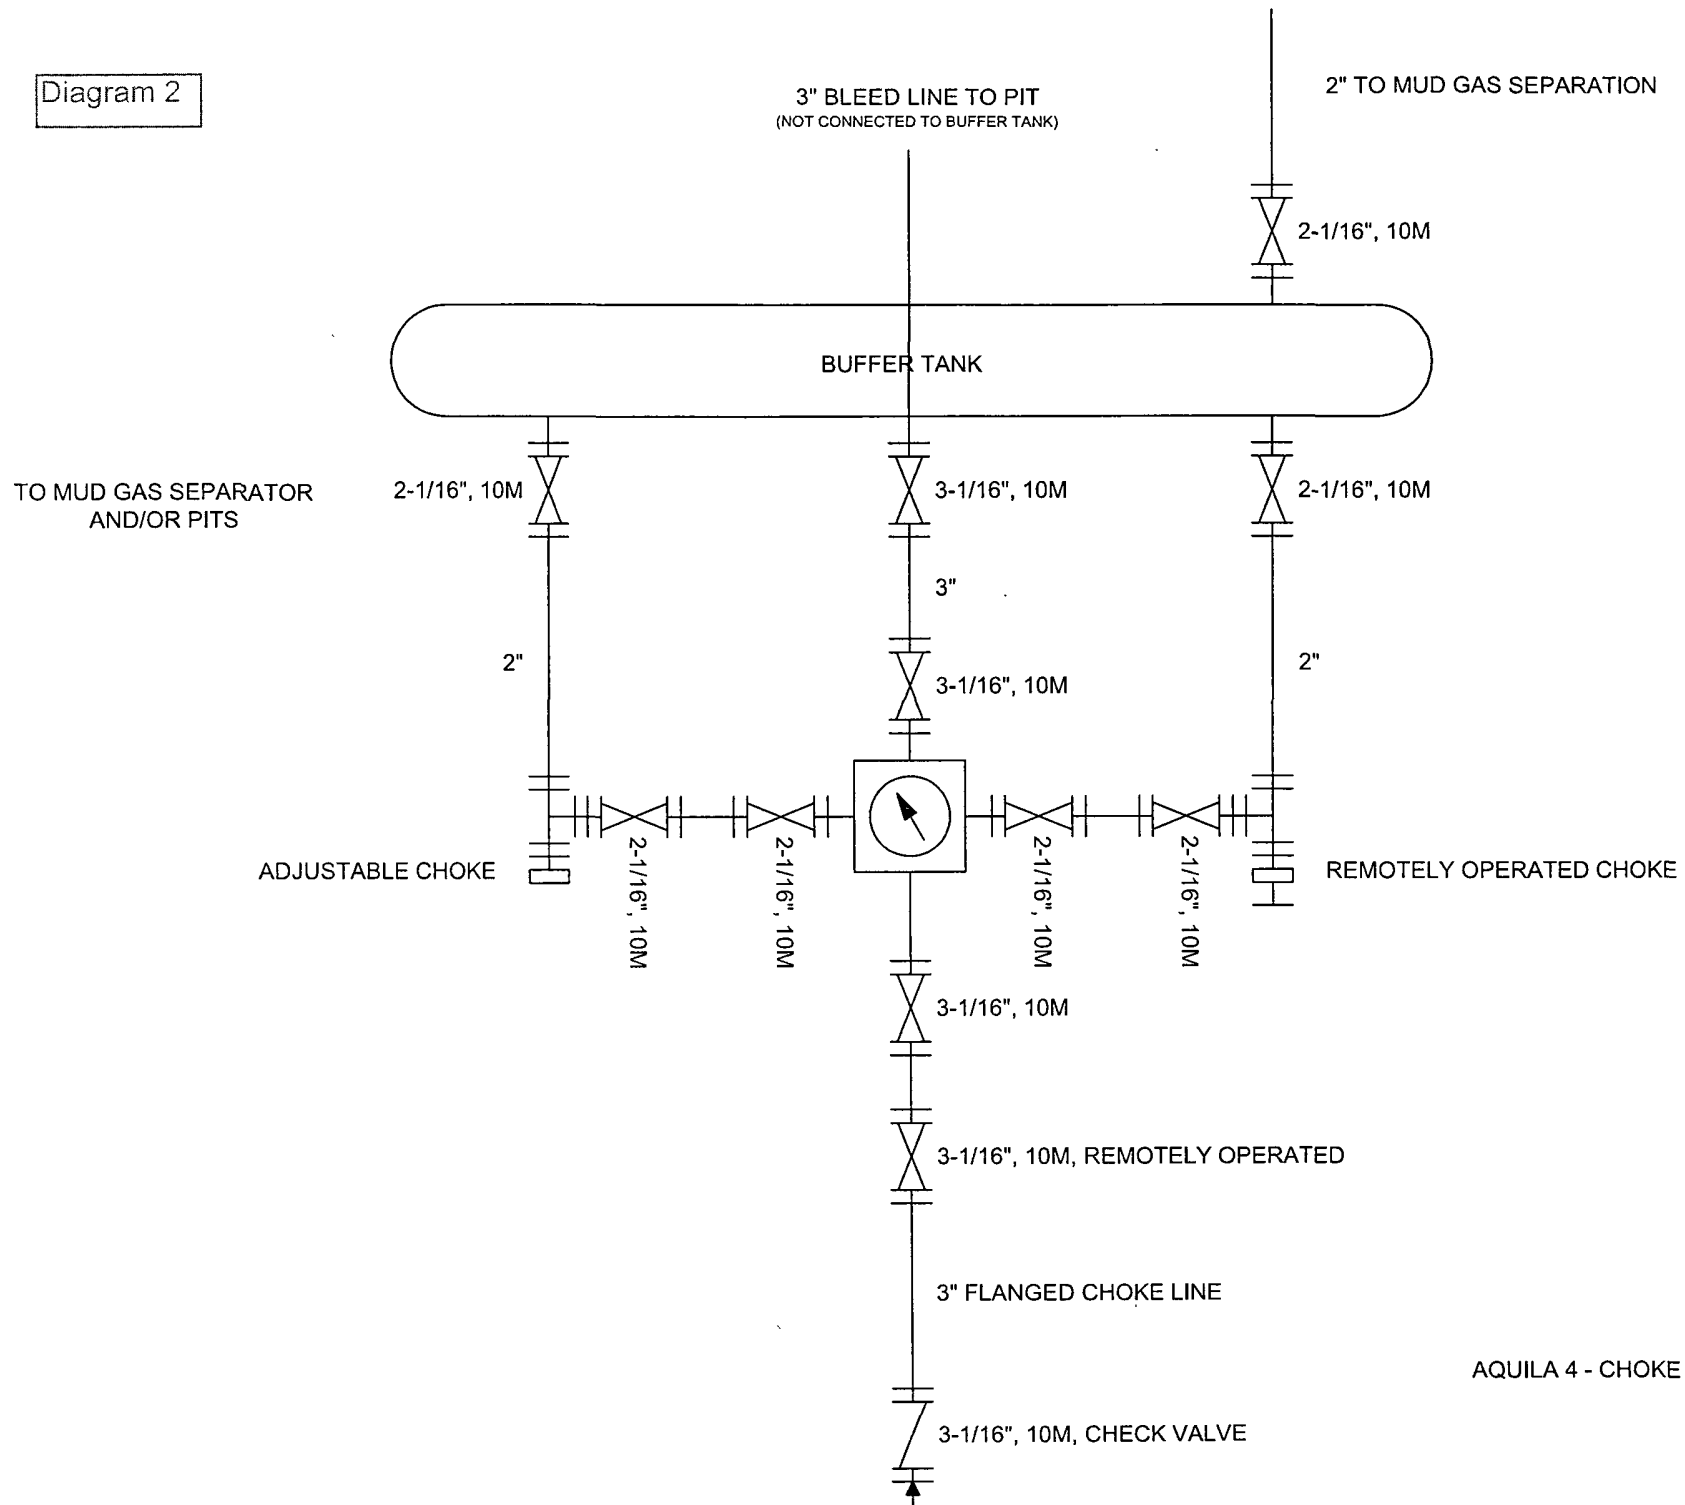 Diagram 2
2" TO MUD GAS SEPARATION
3" BLEED LINE TO PIT
(NOT CONNECTED TO BUFFER TANK)
2-1/16", 10M
BUFFER TANK
TO MUD GAS SEPARATOR
AND/OR PITS
2-1/16", 10M
3-1/16", 10M
2-1/16", 10M
3"
2"
3-1/16", 10M
2"
ADJUSTABLE CHOKE
2-1/16", 10M
2-1/16", 10M
2-1/16", 10M
2-1/16", 10M
REMOTELY OPERATED CHOKE
3-1/16", 10M
3-1/16", 10M, REMOTELY OPERATED
3" FLANGED CHOKE LINE
AQUILA 4 - CHOKE
3-1/16", 10M, CHECK VALVE